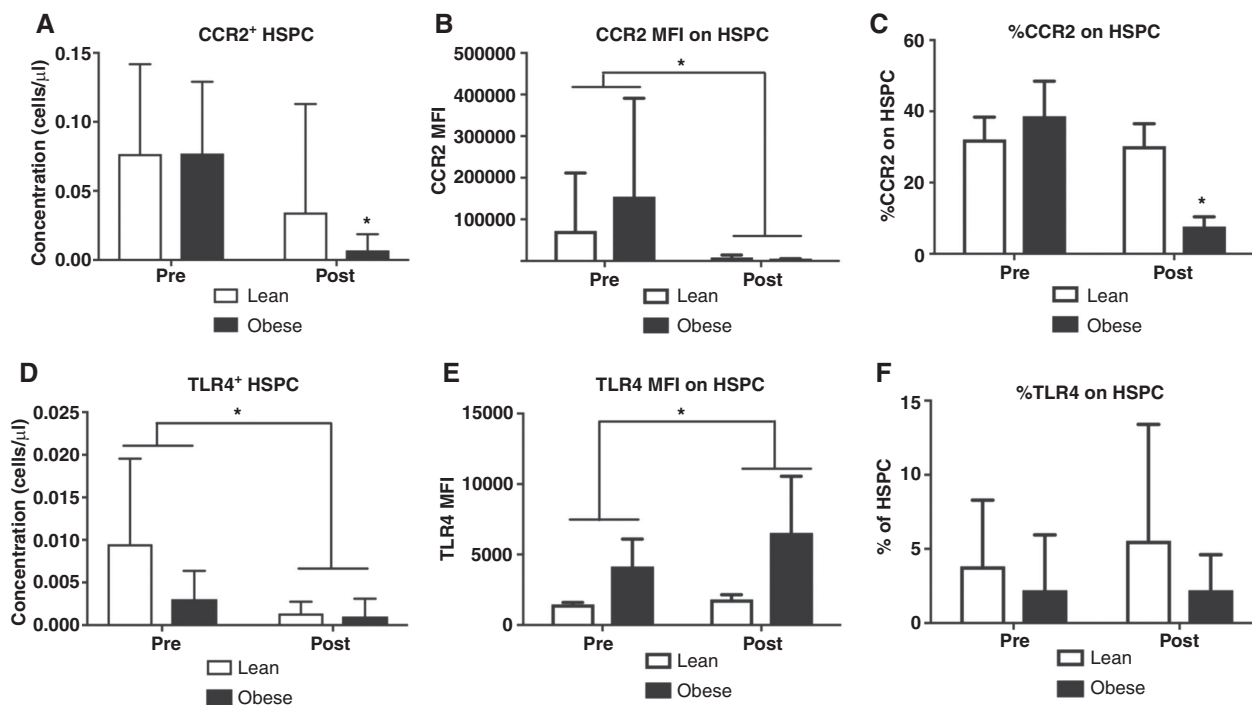 A
CCR2⁺ HSPC
Concentration (cells/µl)
0.15
0.10
0.05
0.00
*
Pre
Post
Lean
Obese
B
CCR2 MFI on HSPC
CCR2 MFI
500000
400000
300000
200000
100000
*
Pre
Post
Lean
Obese
C
%CCR2 on HSPC
%CCR2 on HSPC
60
40
20
0
*
Pre
Post
Lean
Obese
D
TLR4⁺ HSPC
Concentration (cells/µl)
0.025
0.020
0.015
0.010
0.005
0.000
*
Pre
Post
Lean
Obese
E
TLR4 MFI on HSPC
TLR4 MFI
15000
10000
5000
0
*
Pre
Post
Lean
Obese
F
%TLR4 on HSPC
% of HSPC
15
10
5
0
Pre
Post
Lean
Obese